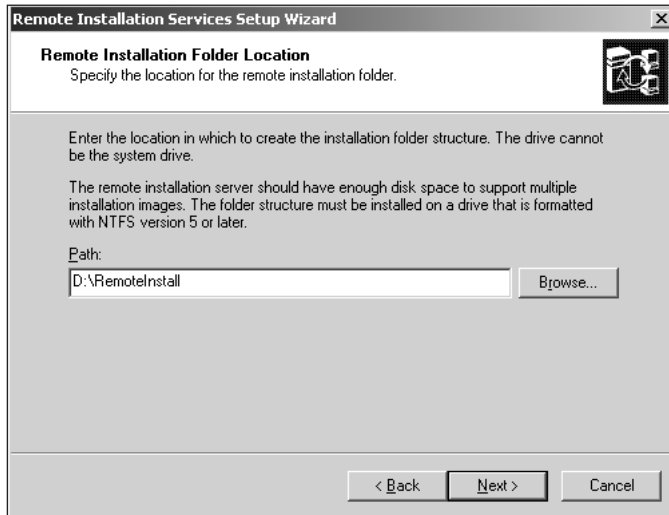 Remote Installation Services Setup Wizard
Remote Installation Folder Location
Specify the location for the remote installation folder.
Enter the location in which to create the installation folder structure. The drive cannot
be the system drive.
The remote installation server should have enough disk space to support multiple
installation images. The folder structure must be installed on a drive that is formatted
with NTFS version 5 or later.
Path:
D:\RemoteInstall
Browse...
< Back
Next >
Cancel